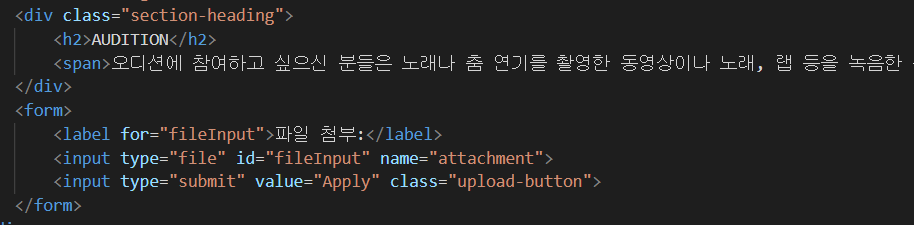 <div class="section-heading">
<h2>AUDITION</h2>
<span>오디션에 참여하고 싶으신 분들은 노래나 춤 연기를 촬영한 동영상이나 노래, 랩 등을 녹음한
</div>
<form>
<label for="fileInput">파일 첨부:</label>
<input type="file" id="fileInput" name="attachment">
<input type="submit" value="Apply" class="upload-button">
</form>